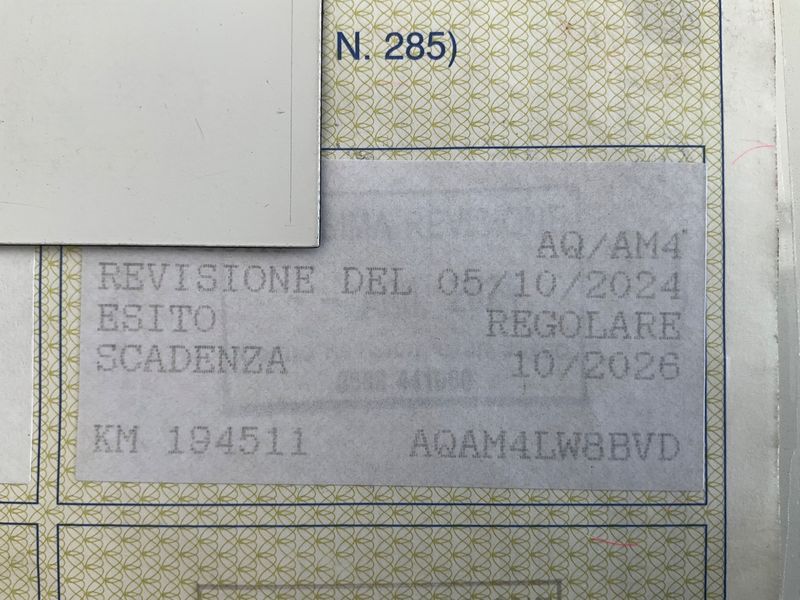 N. 285)
AQ/AM4
REVISIONE DEL 05/10/2024
ESITO REGOLARE
SCADENZA 10/2026
KM 194511 AQAM4LW8BVD